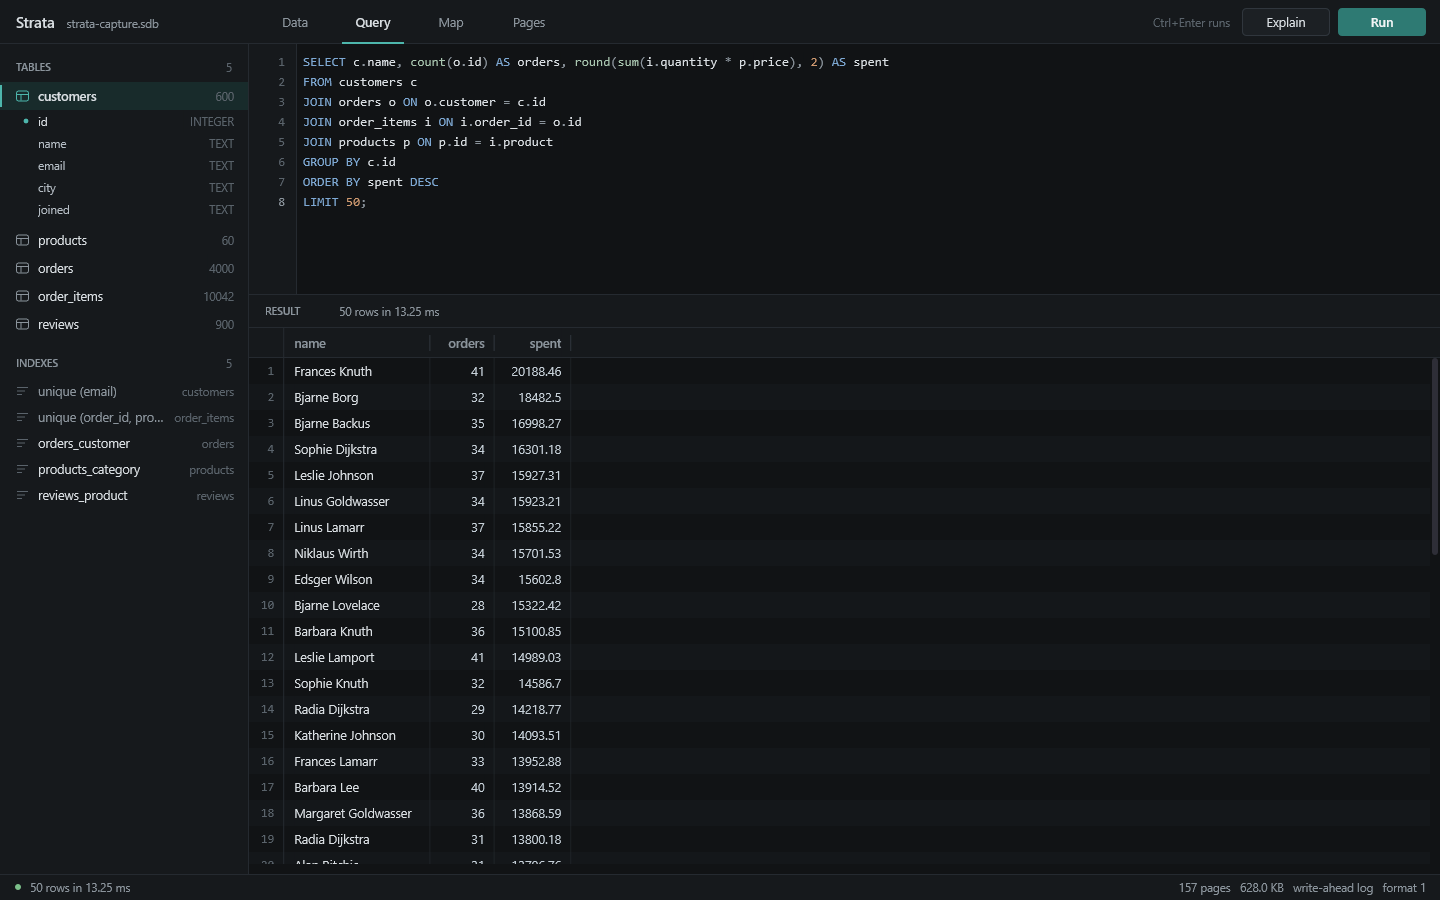 Strata strata-capture.sdb Data Query Map Pages Ctrl+Enter runs Explain Run
TABLES 5
customers 600
id INTEGER
name TEXT
email TEXT
city TEXT
joined TEXT
products 60
orders 4000
order_items 10042
reviews 900
INDEXES 5
unique (email) customers
unique (order_id, pro... order_items
orders_customer orders
products_category products
reviews_product reviews
1 SELECT c.name, count(o.id) AS orders, round(sum(i.quantity * p.price), 2) AS spent
2 FROM customers c
3 JOIN orders o ON o.customer = c.id
4 JOIN order_items i ON i.order_id = o.id
5 JOIN products p ON p.id = i.product
6 GROUP BY c.id
7 ORDER BY spent DESC
8 LIMIT 50;
RESULT 50 rows in 13.25 ms
name orders spent
1 Frances Knuth 41 20188.46
2 Bjarne Borg 32 18482.5
3 Bjarne Backus 35 16998.27
4 Sophie Dijkstra 34 16301.18
5 Leslie Johnson 37 15927.31
6 Linus Goldwasser 34 15923.21
7 Linus Lamarr 37 15855.22
8 Niklaus Wirth 34 15701.53
9 Edsger Wilson 34 15602.8
10 Bjarne Lovelace 28 15322.42
11 Barbara Knuth 36 15100.85
12 Leslie Lamport 41 14989.03
13 Sophie Knuth 32 14586.7
14 Radia Dijkstra 29 14218.77
15 Katherine Johnson 30 14093.51
16 Frances Lamarr 33 13952.88
17 Barbara Lee 40 13914.52
18 Margaret Goldwasser 36 13868.59
19 Radia Dijkstra 31 13800.18
50 rows in 13.25 ms 157 pages 628.0 KB write-ahead log format 1